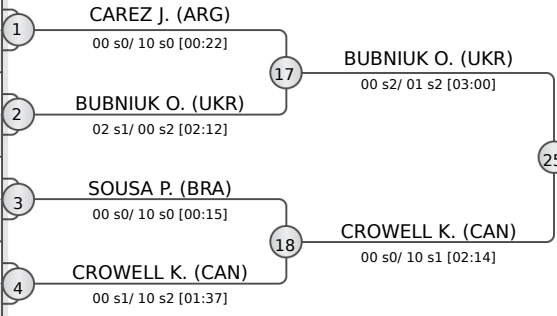 CAREZ J. (ARG)
1
00 s0/ 10 s0 [00:22]
17
BUBNIUK O. (UKR)
00 s2/ 01 s2 [03:00]
BUBNIUK O. (UKR)
2
02 s1/ 00 s2 [02:12]
25
SOUSA P. (BRA)
3
00 s0/ 10 s0 [00:15]
18
CROWELL K. (CAN)
00 s0/ 10 s1 [02:14]
CROWELL K. (CAN)
4
00 s1/ 10 s2 [01:37]